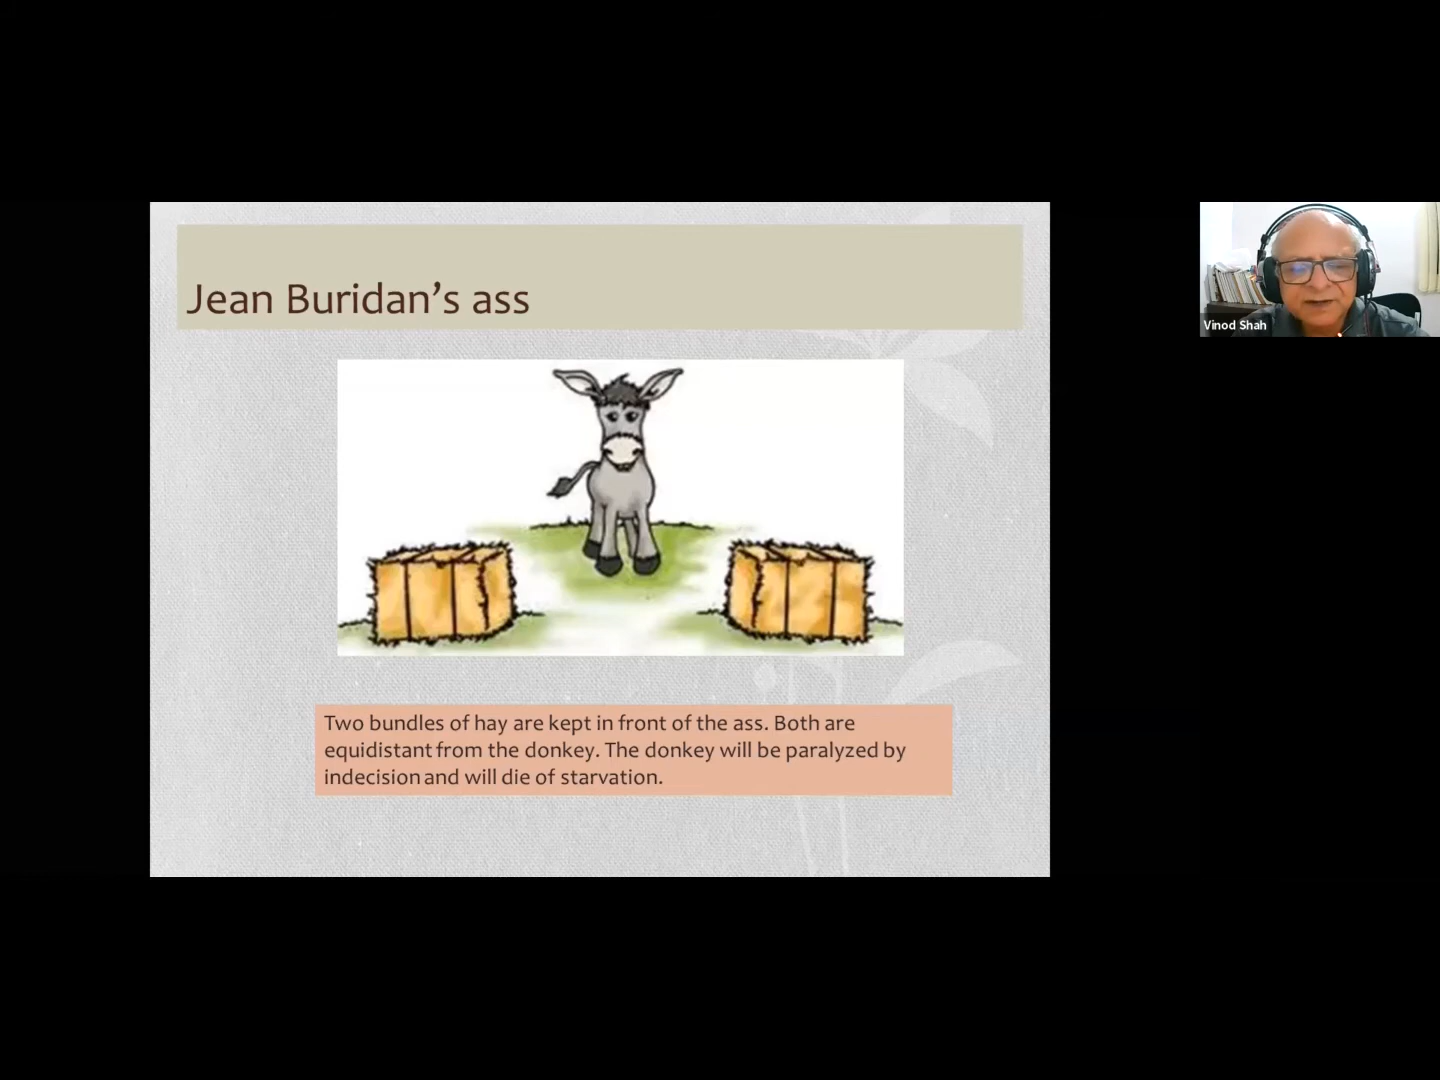 Jean Buridan’s ass
Vinod Shah
Two bundles of hay are kept in front of the ass. Both are
equidistant from the donkey. The donkey will be paralyzed by
indecision and will die of starvation.